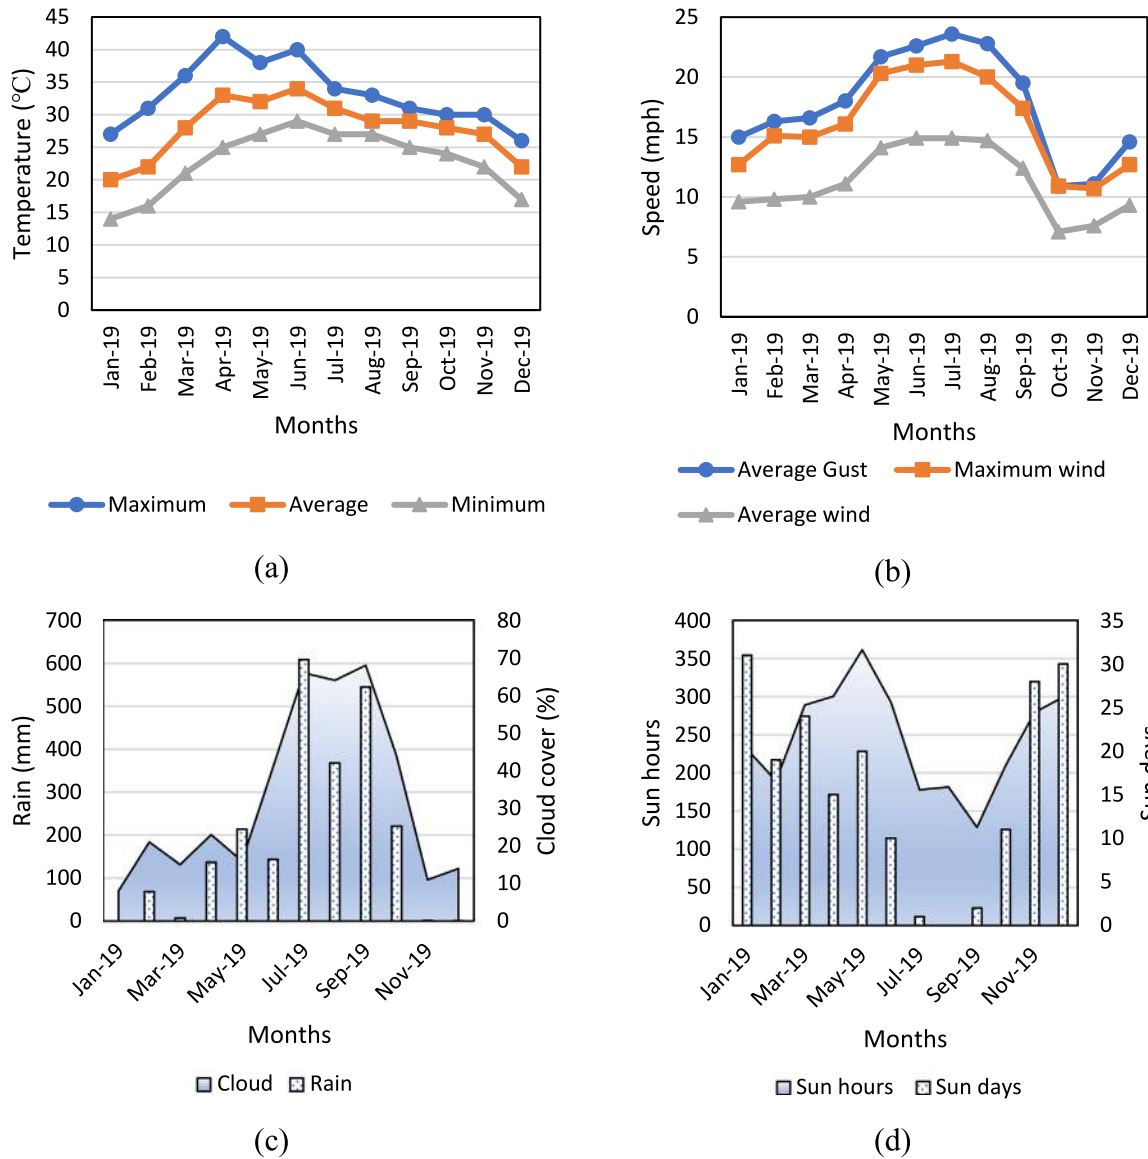 45
40
35
30
25
20
15
10
5
0
Temperature (℃)
Jan-19
Feb-19
Mar-19
Apr-19
May-19
Jun-19
Jul-19
Aug-19
Sep-19
Oct-19
Nov-19
Dec-19
Months
Maximum Average Minimum
(a)
25
20
15
10
5
0
Speed (mph)
Jan-19
Feb-19
Mar-19
Apr-19
May-19
Jun-19
Jul-19
Aug-19
Sep-19
Oct-19
Nov-19
Dec-19
Months
Average Gust Maximum wind
Average wind
(b)
700
600
500
400
300
200
100
0
Rain (mm)
80
70
60
50
40
30
20
10
0
Cloud cover (%)
Jan-19
Mar-19
May-19
Jul-19
Sep-19
Nov-19
Months
Cloud Rain
(c)
400
350
300
250
200
150
100
50
0
Sun hours
35
30
25
20
15
10
5
0
Sun days
Jan-19
Mar-19
May-19
Jul-19
Sep-19
Nov-19
Months
Sun hours Sun days
(d)